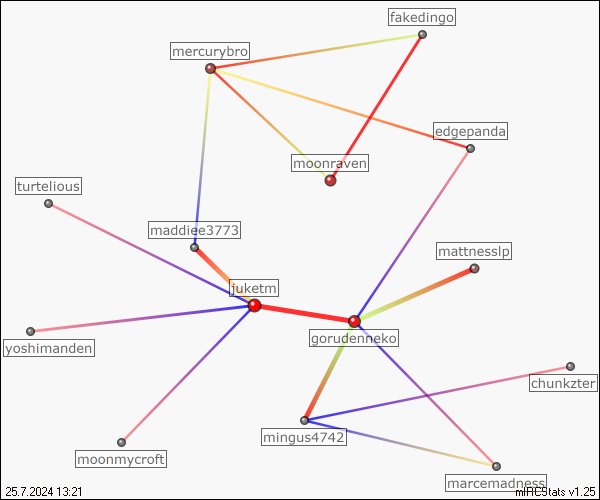 fakedingo
mercurybro
edgepanda
moonraven
turtelious
maddiee3773
mattnesslp
juketm
gorudenneko
yoshimanden
chunkzter
mingus4742
moonmycroft
marcemadness
25.7.2024 13:21
mIRCStats v1.25